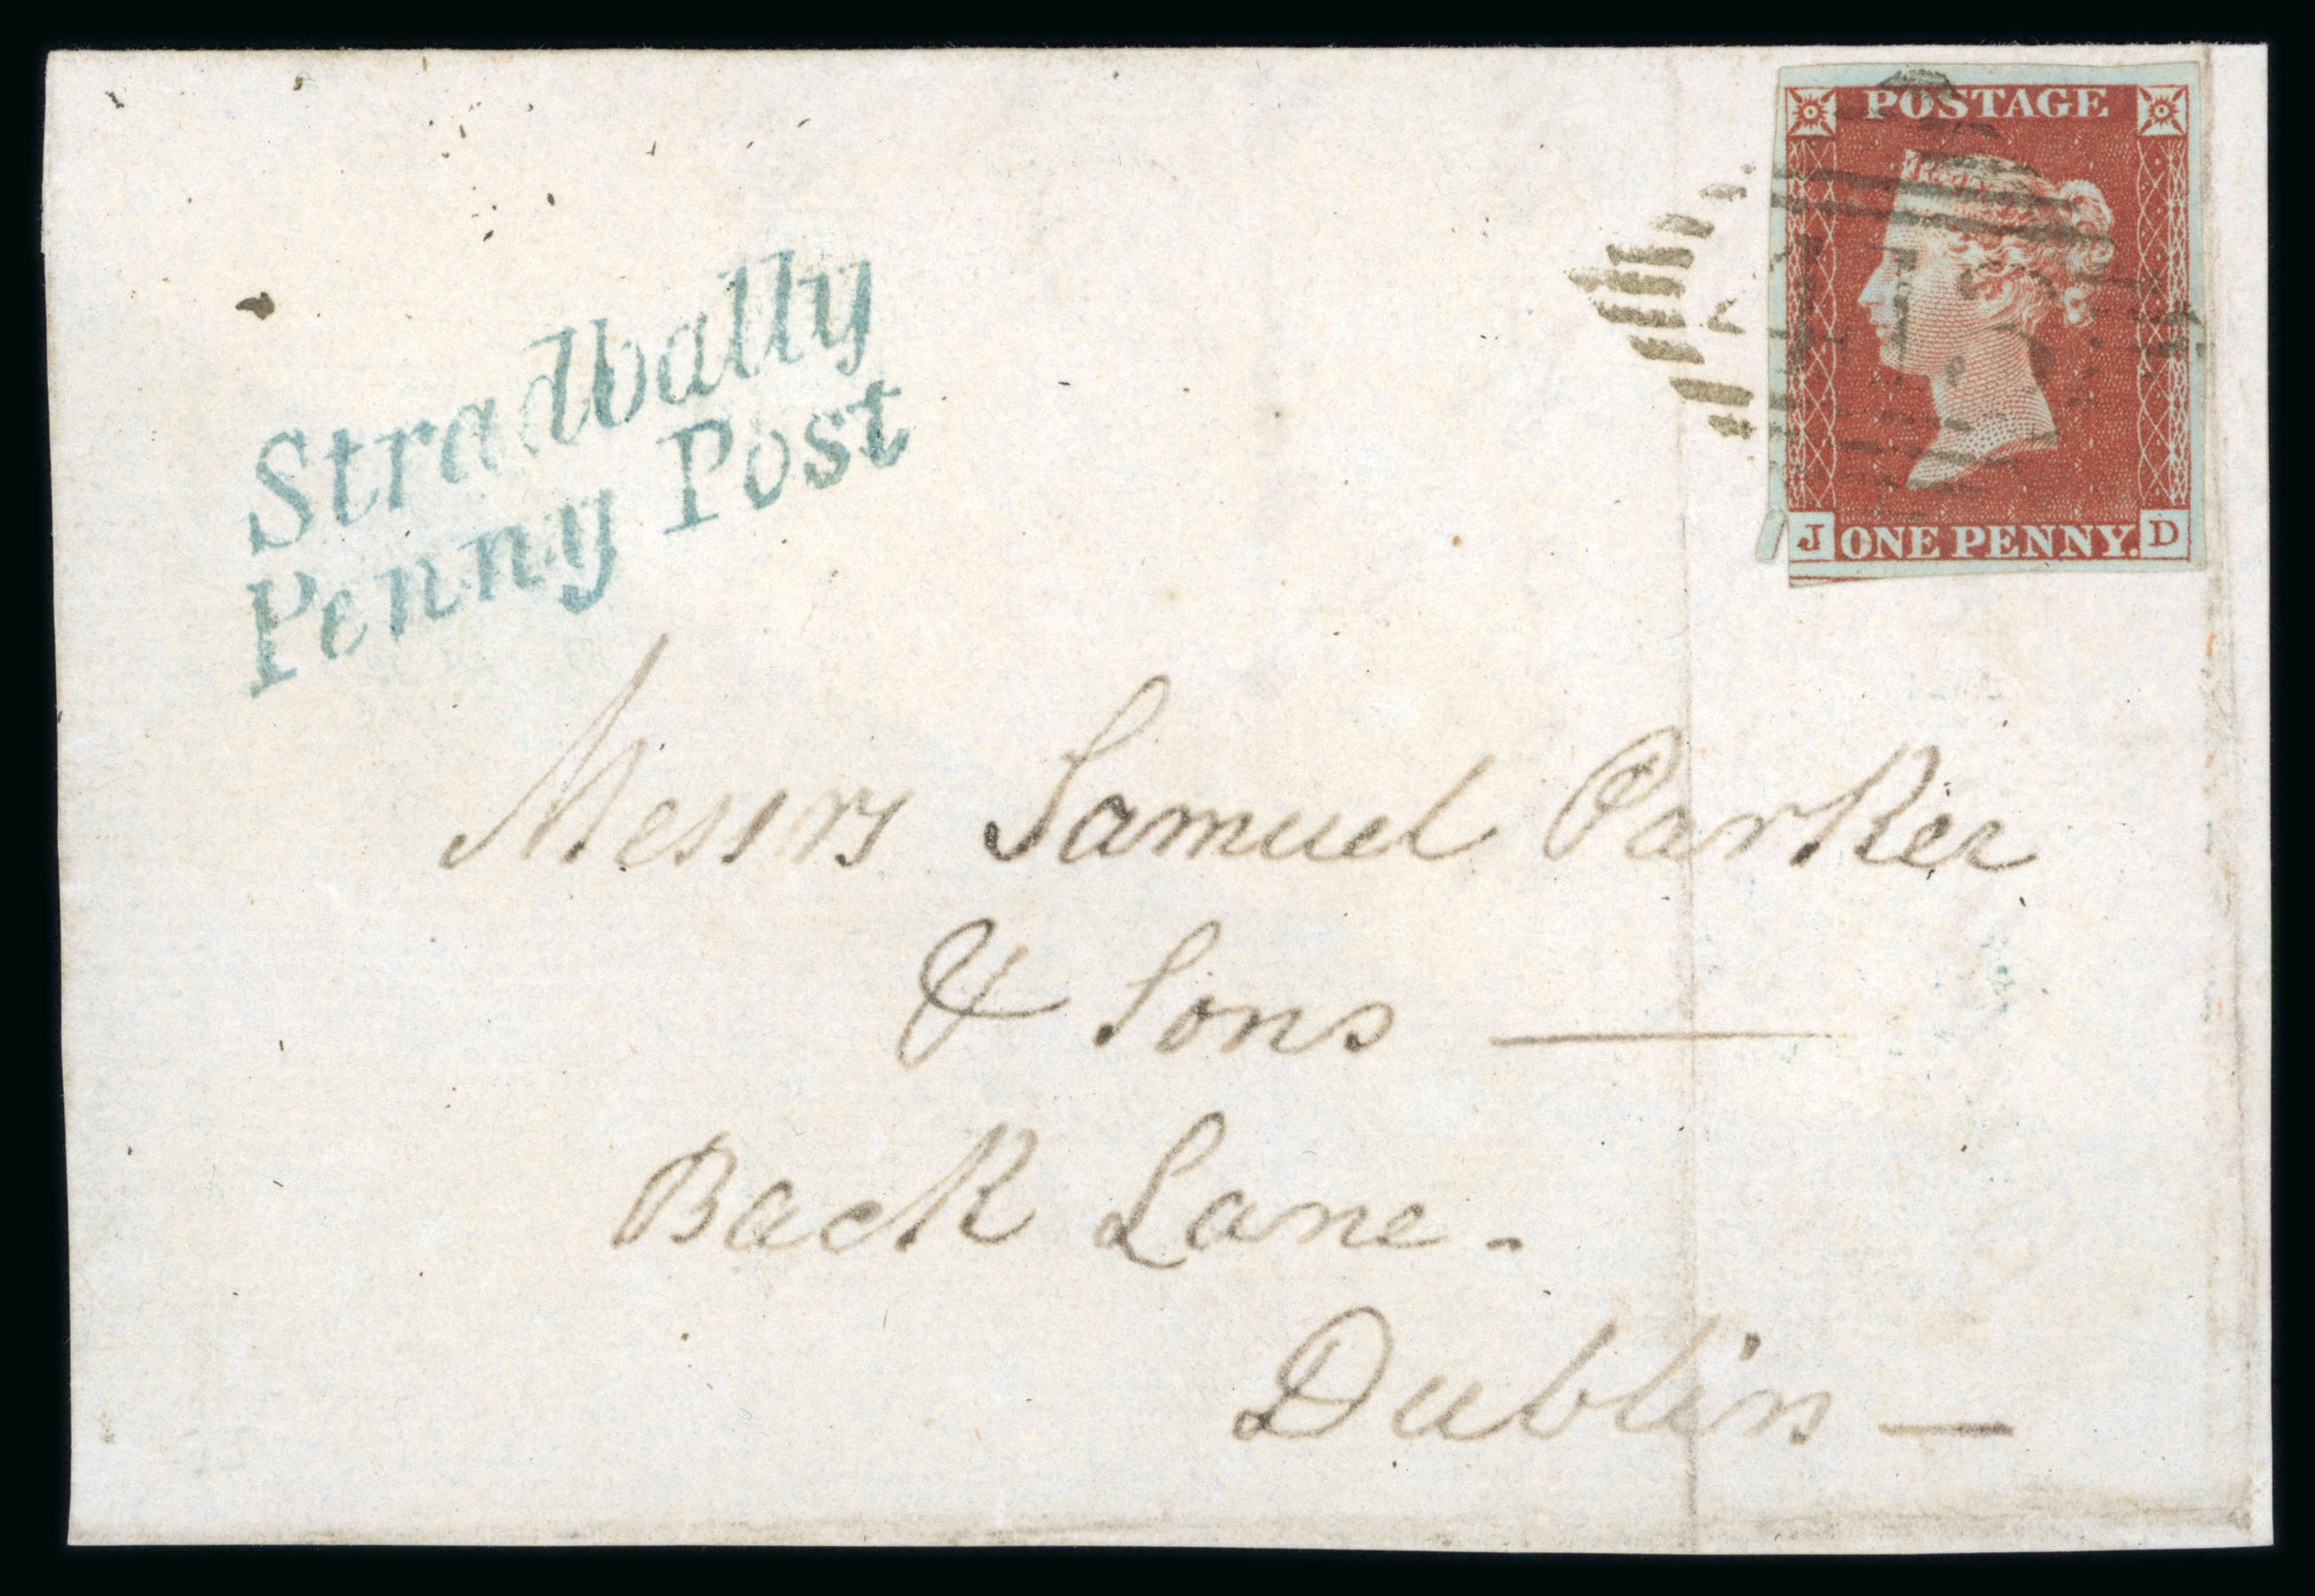 Stradbally
Penny Post
POSTAGE
J ONE PENNY. D
Messrs Samuel Parker
& Sons —
Back Lane -
Dublin —